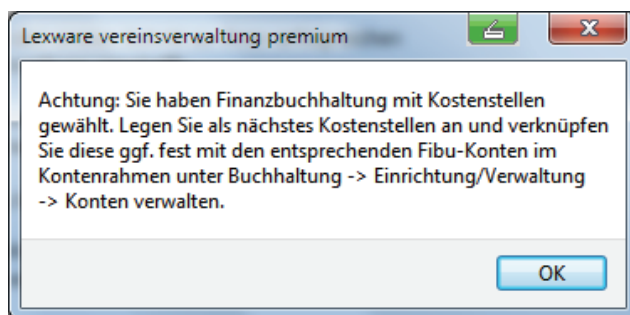 Lexware vereinsverwaltung premium
Achtung: Sie haben Finanzbuchhaltung mit Kostenstellen
gewählt. Legen Sie als nächstes Kostenstellen an und verknüpfen
Sie diese ggf. fest mit den entsprechenden Fibu-Konten im
Kontenrahmen unter Buchhaltung -> Einrichtung/Verwaltung
-> Konten verwalten.
OK